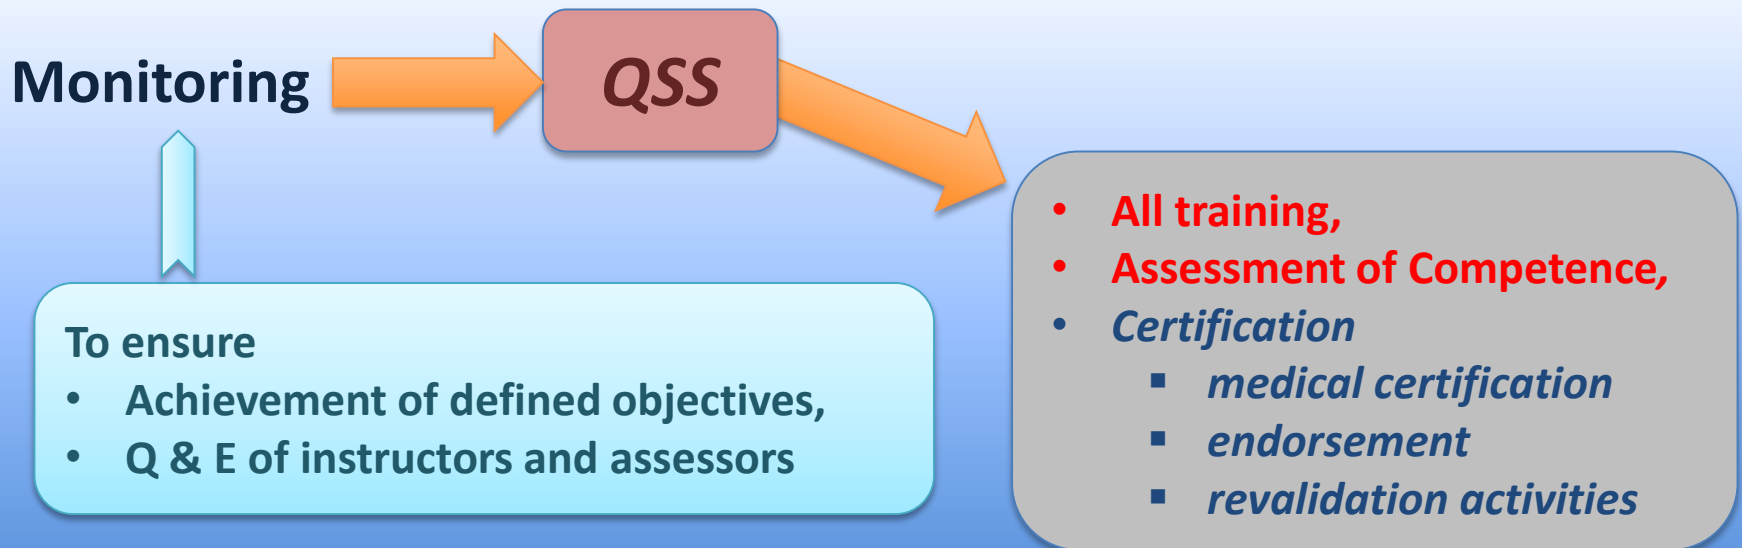 Monitoring
QSS
• All training,
• Assessment of Competence,
• Certification
▪ medical certification
▪ endorsement
▪ revalidation activities
To ensure
• Achievement of defined objectives,
• Q & E of instructors and assessors